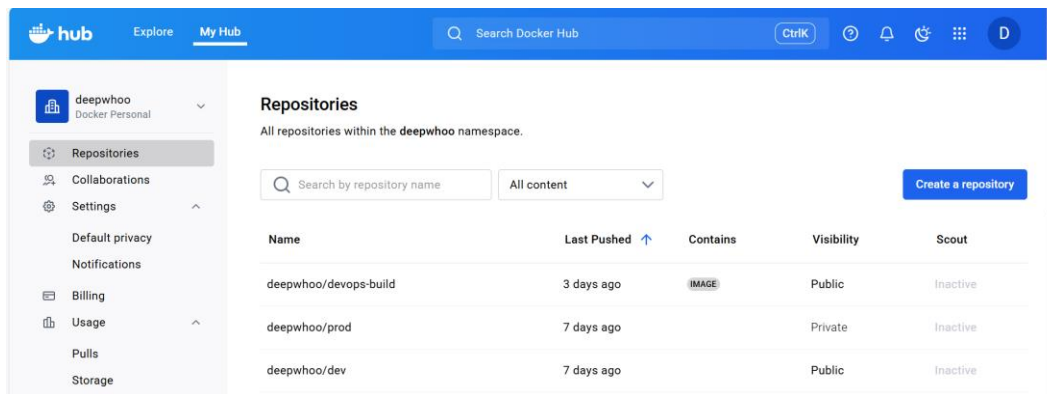 hub Explore My Hub Search Docker Hub CtrlK D
deepwhoo
Docker Personal
Repositories
Collaborations
Settings
Default privacy
Notifications
Billing
Usage
Pulls
Storage
Repositories
All repositories within the deepwhoo namespace.
Search by repository name All content Create a repository
Name Last Pushed Contains Visibility Scout
deepwhoo/devops-build 3 days ago IMAGE Public Inactive
deepwhoo/prod 7 days ago Private Inactive
deepwhoo/dev 7 days ago Public Inactive